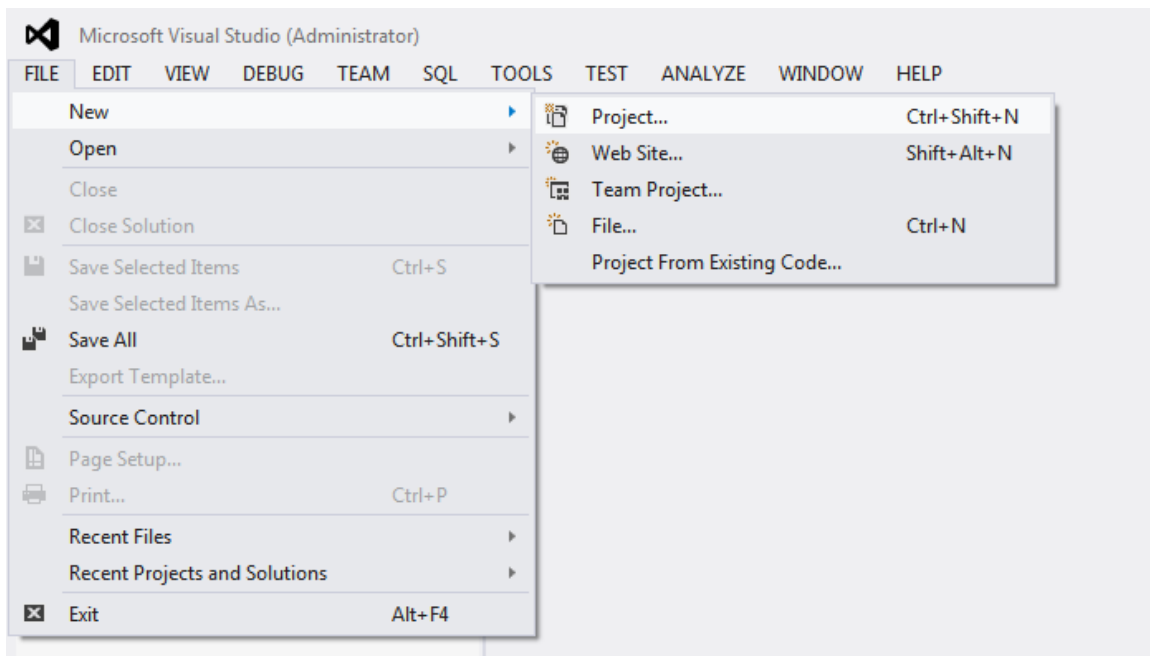 Microsoft Visual Studio (Administrator)
FILE EDIT VIEW DEBUG TEAM SQL TOOLS TEST ANALYZE WINDOW HELP
New
Open
Close
Close Solution
Save Selected Items Ctrl+S
Save Selected Items As...
Save All Ctrl+Shift+S
Export Template...
Source Control
Page Setup...
Print... Ctrl+P
Recent Files
Recent Projects and Solutions
Exit Alt+F4
Project... Ctrl+Shift+N
Web Site... Shift+Alt+N
Team Project...
File... Ctrl+N
Project From Existing Code...